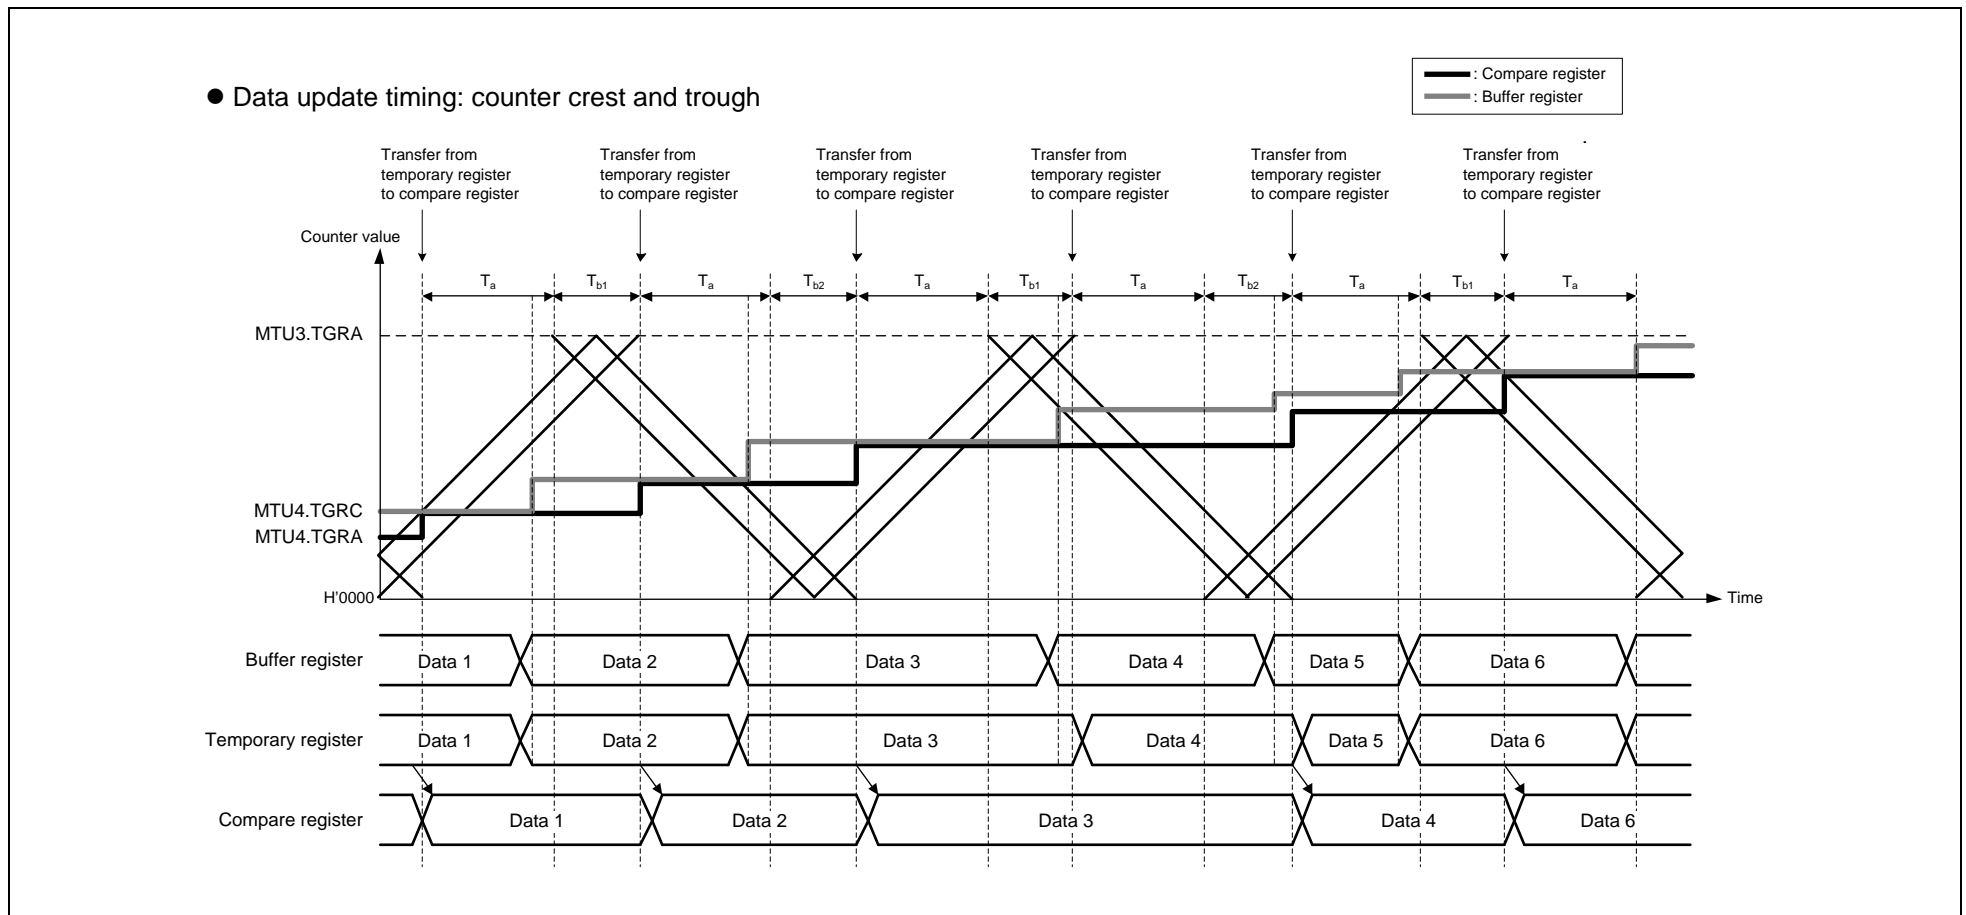 : Compare register
: Buffer register
● Data update timing: counter crest and trough
Transfer from
temporary register
to compare register
Transfer from
temporary register
to compare register
Transfer from
temporary register
to compare register
Transfer from
temporary register
to compare register
Transfer from
temporary register
to compare register
Transfer from
temporary register
to compare register
Counter value
Ta Tb1 Ta Tb2 Ta Tb1 Ta Tb2 Ta Tb1 Ta
MTU3.TGRA
MTU4.TGRC
MTU4.TGRA
H'0000
Time
Buffer register Data 1 Data 2 Data 3 Data 4 Data 5 Data 6
Temporary register Data 1 Data 2 Data 3 Data 4 Data 5 Data 6
Compare register Data 1 Data 2 Data 3 Data 4 Data 6